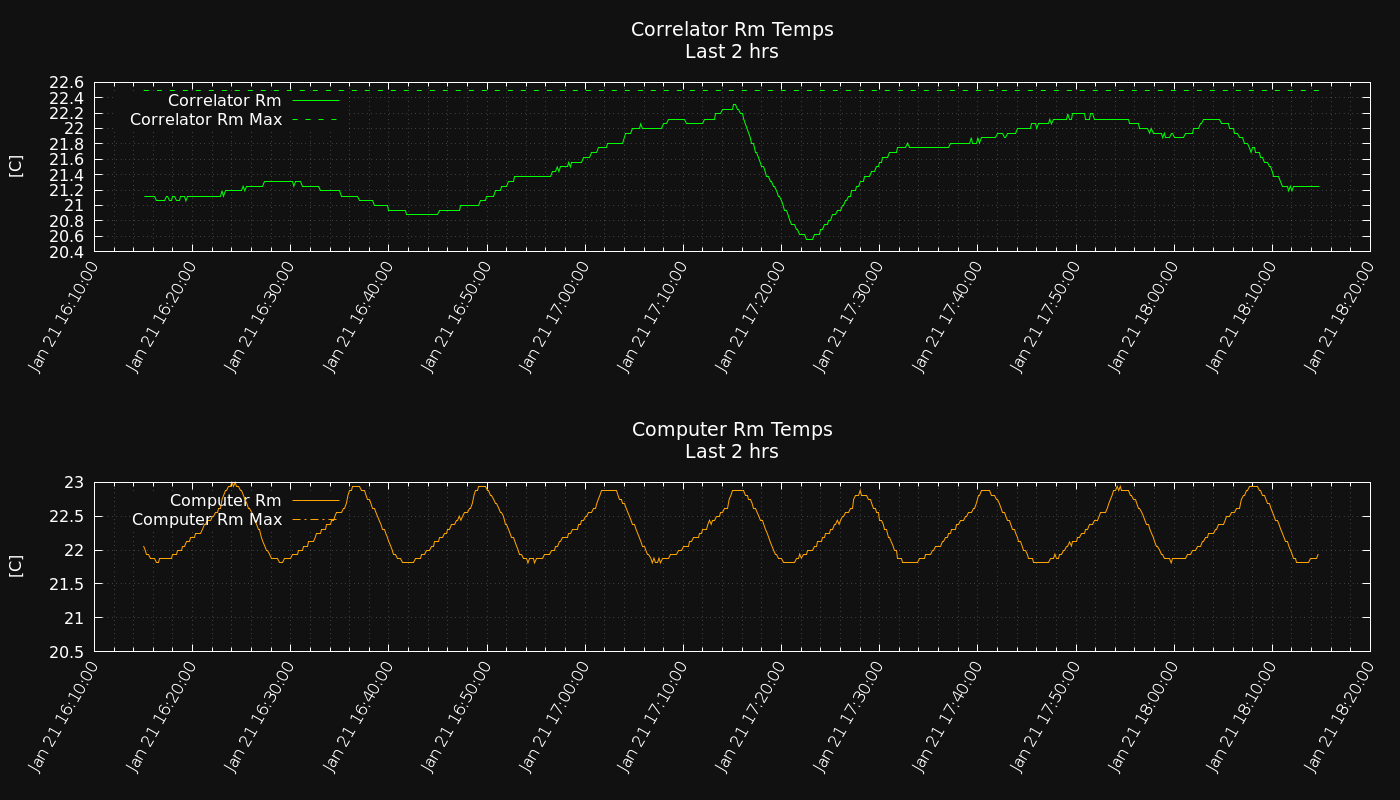 Correlator Rm Temps
Last 2 hrs
22.6
22.4
22.2
22
21.8
21.6
21.4
21.2
21
20.8
20.6
20.4
[C]
Correlator Rm
Correlator Rm Max
Jan 21 16:10:00
Jan 21 16:20:00
Jan 21 16:30:00
Jan 21 16:40:00
Jan 21 16:50:00
Jan 21 17:00:00
Jan 21 17:10:00
Jan 21 17:20:00
Jan 21 17:30:00
Jan 21 17:40:00
Jan 21 17:50:00
Jan 21 18:00:00
Jan 21 18:10:00
Jan 21 18:20:00
Computer Rm Temps
Last 2 hrs
23
22.5
22
21.5
21
20.5
[C]
Computer Rm
Computer Rm Max
Jan 21 16:10:00
Jan 21 16:20:00
Jan 21 16:30:00
Jan 21 16:40:00
Jan 21 16:50:00
Jan 21 17:00:00
Jan 21 17:10:00
Jan 21 17:20:00
Jan 21 17:30:00
Jan 21 17:40:00
Jan 21 17:50:00
Jan 21 18:00:00
Jan 21 18:10:00
Jan 21 18:20:00